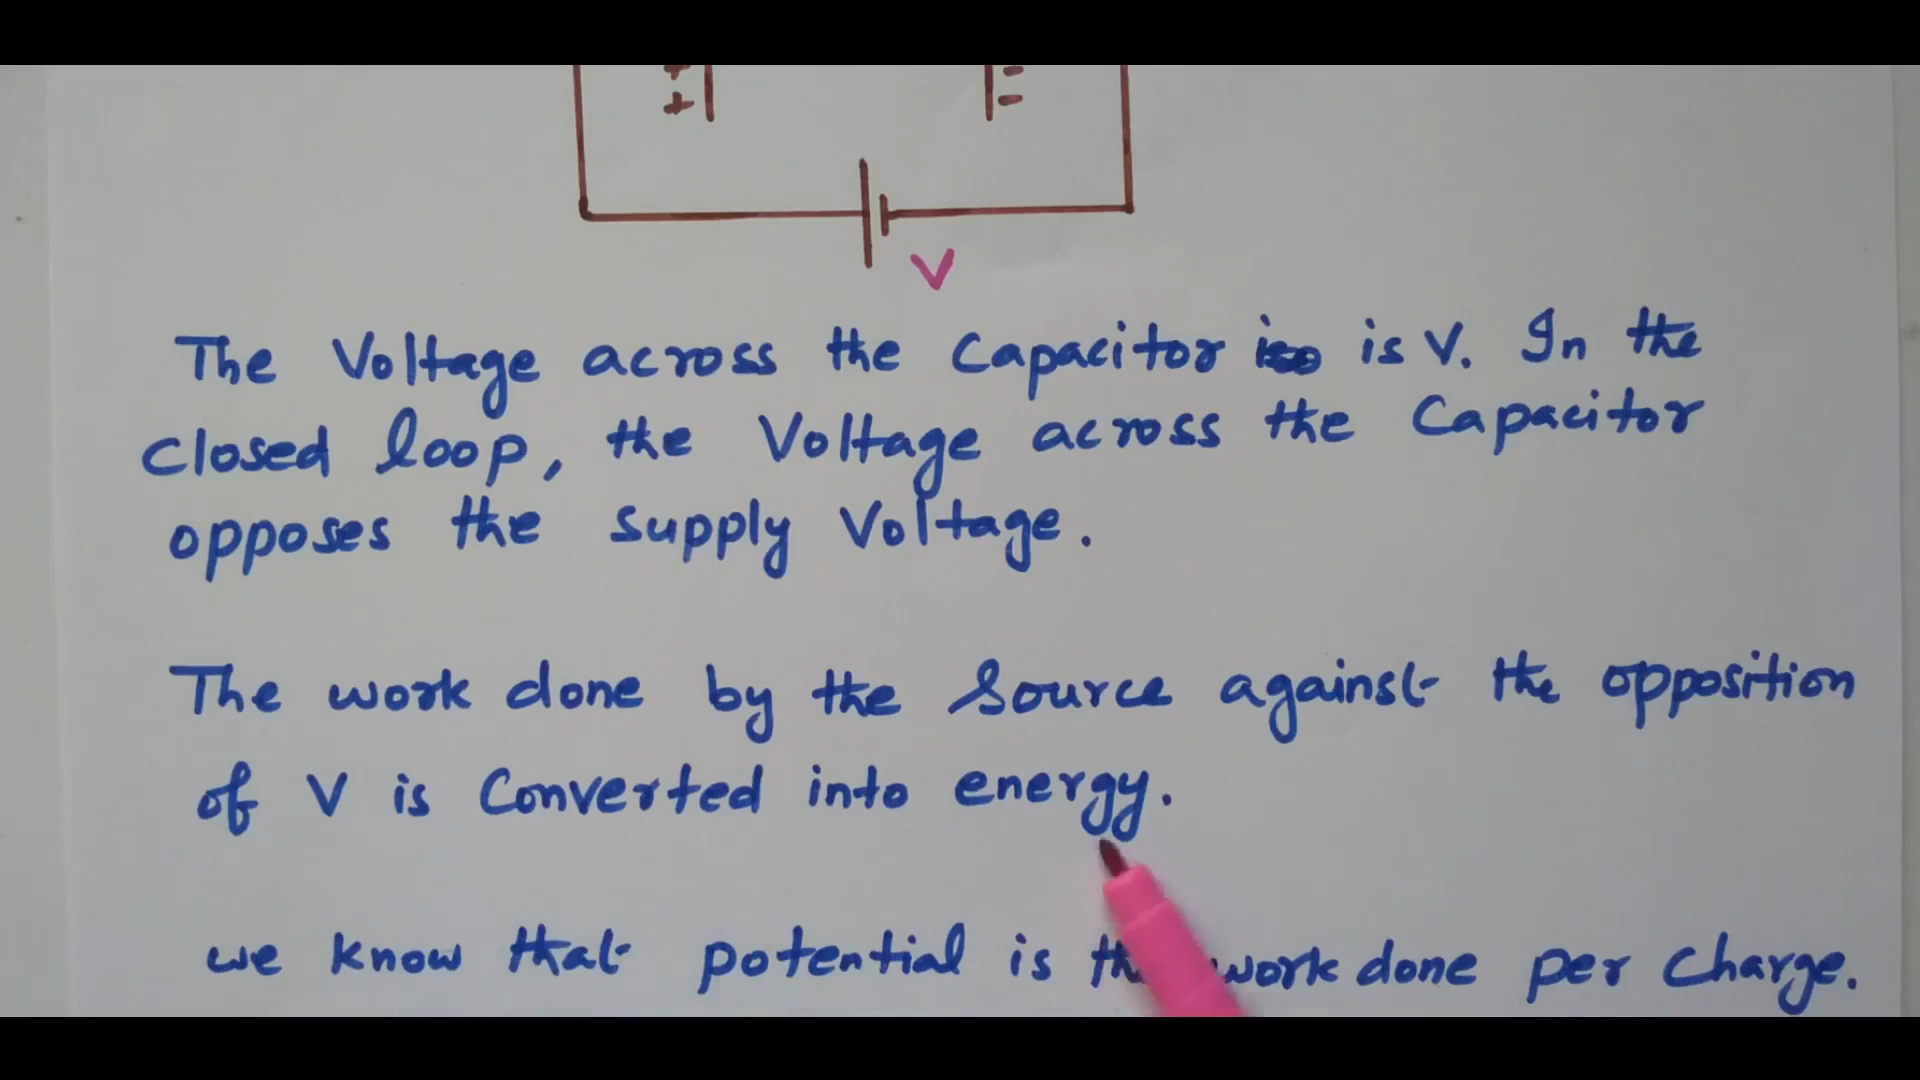 V
The Voltage across the Capacitor is V. In the
closed loop, the Voltage across the Capacitor
opposes the supply Voltage.
The work done by the Source against the opposition
of V is Converted into energy.
we know that potential is the work done per Charge.